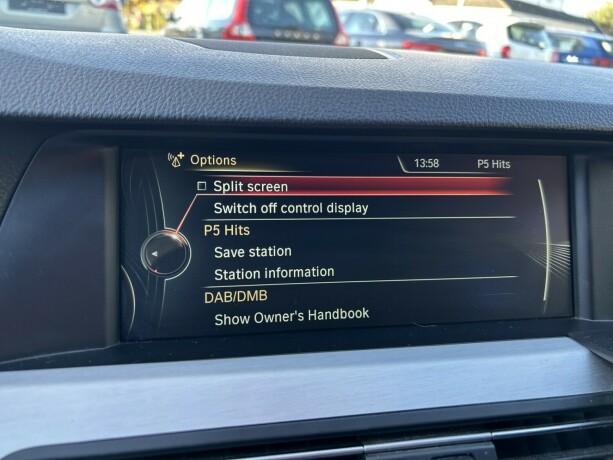 Options 13:58 P5 Hits
Split screen
Switch off control display
P5 Hits
Save station
Station information
DAB/DMB
Show Owner's Handbook